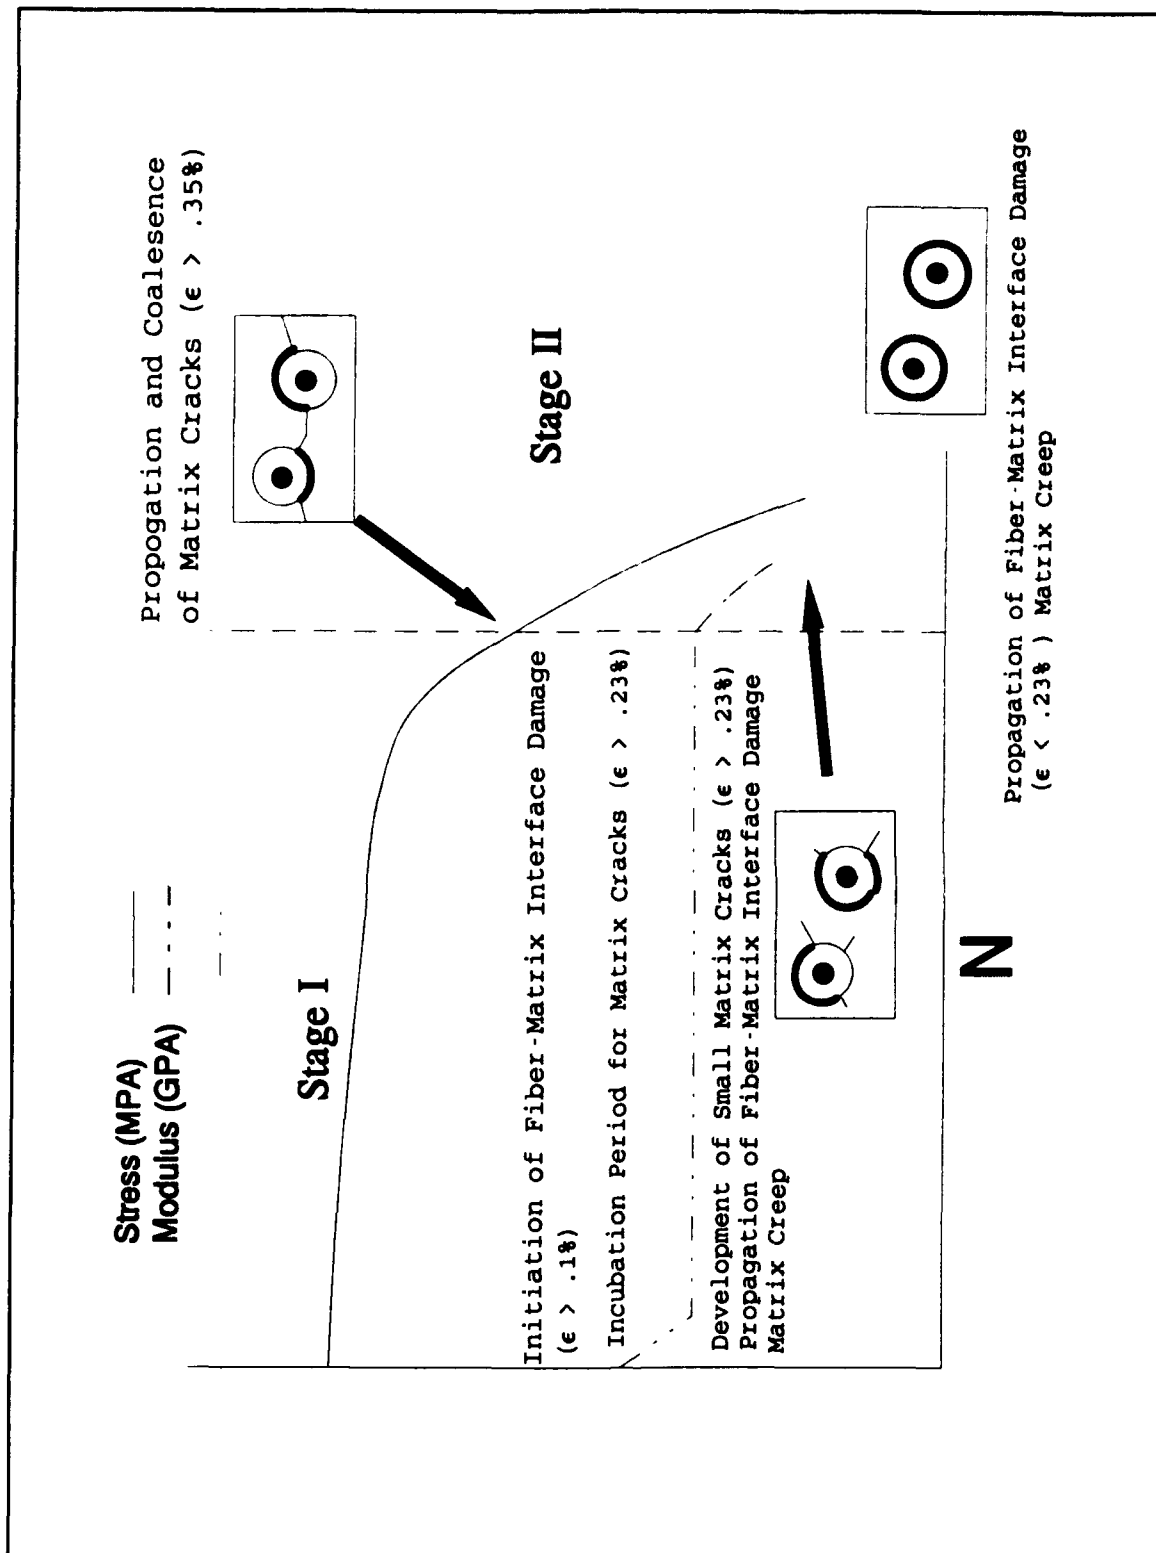 Stress (MPA)
Modulus (GPA)
Propogation and Coalesence
of Matrix Cracks (ϵ > .35%)
Stage I
Stage II
Initiation of Fiber-Matrix Interface Damage
(ϵ > .1%)
Incubation Period for Matrix Cracks (ϵ > .23%)
Development of Small Matrix Cracks (ϵ > .23%)
Propagation of Fiber-Matrix Interface Damage
Matrix Creep
N
Propagation of Fiber-Matrix Interface Damage
(ϵ < .23% ) Matrix Creep